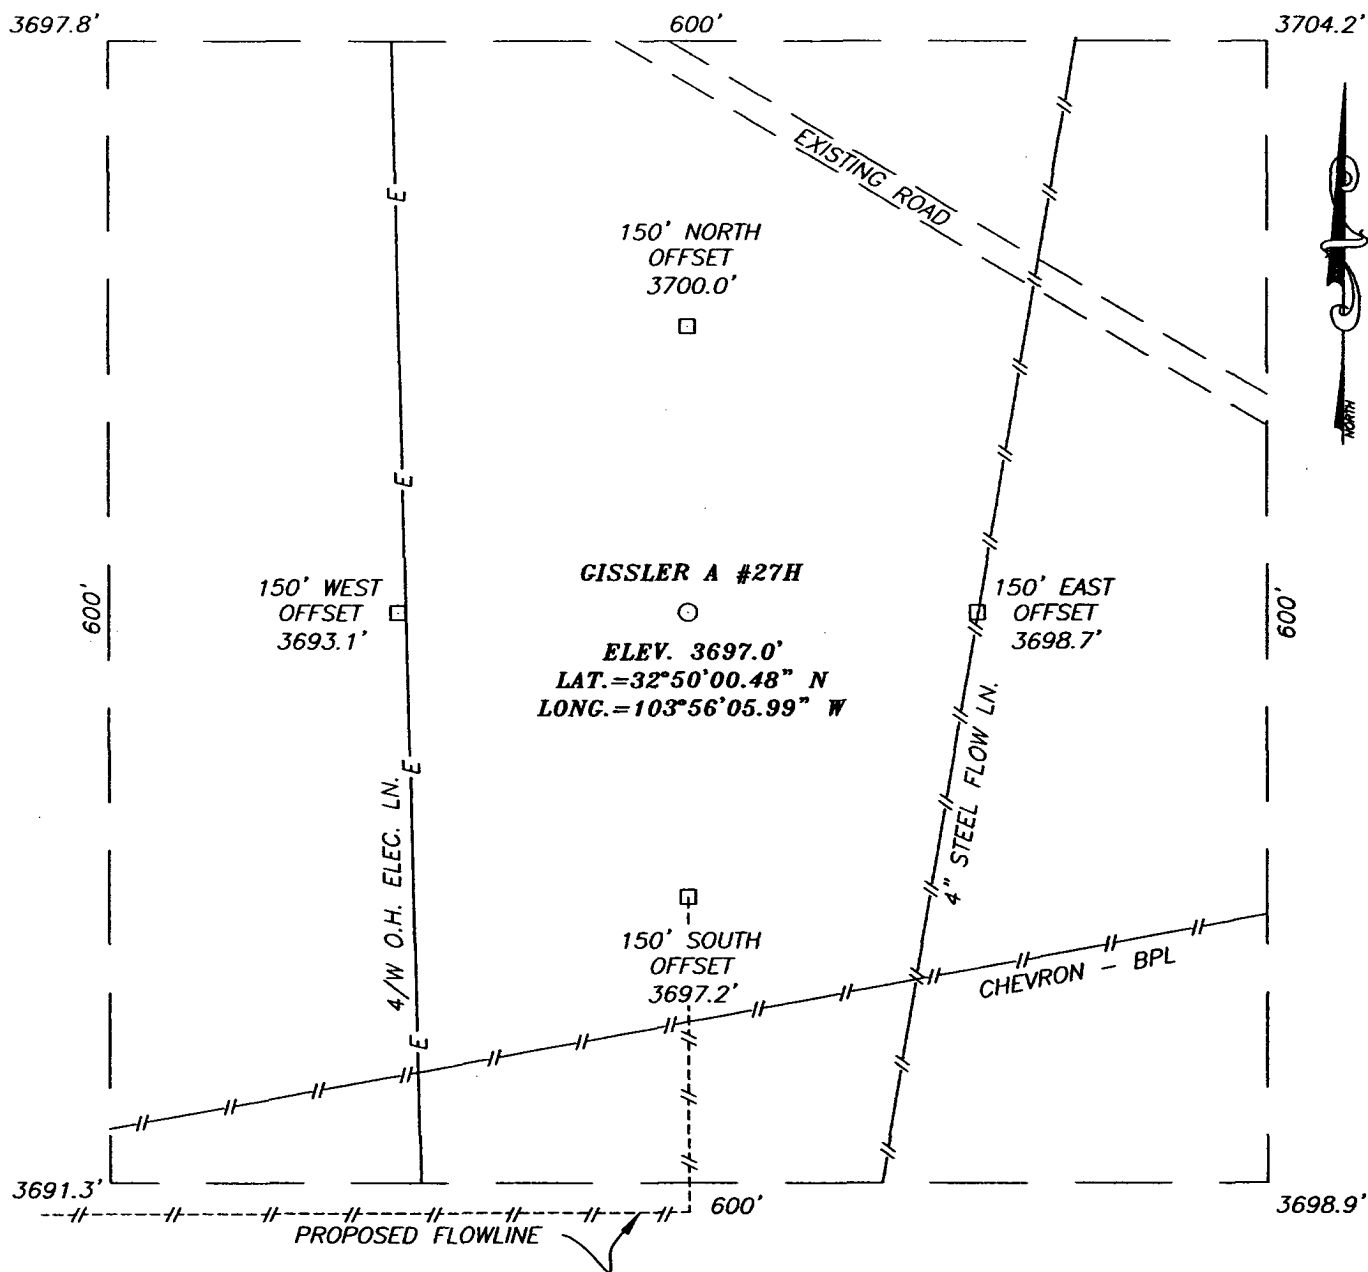 3697.8'
600'
3704.2'
EXISTING ROAD
150' NORTH
OFFSET
3700.0'
NORTH
E
E
600'
150' WEST
OFFSET
3693.1'
GISSLER A #27H
ELEV. 3697.0'
LAT.=32°50'00.48" N
LONG.=103°56'05.99" W
150' EAST
OFFSET
3698.7'
600'
E
4/W O.H. ELEC. LN.
4" STEEL FLOW LN.
150' SOUTH
OFFSET
3697.2'
CHEVRON - BPL
E
3691.3'
600'
3698.9'
PROPOSED FLOWLINE